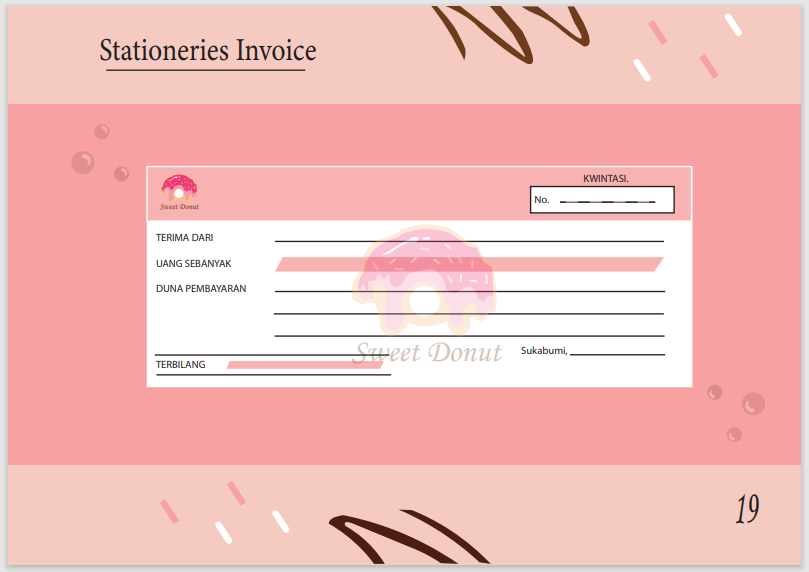 Stationeries Invoice
Sweet Donut
KWINTASI.
No.
TERIMA DARI
UANG SEBANYAK
DUNA PEMBAYARAN
Sweet Donut
Sukabumi,
TERBILANG
19